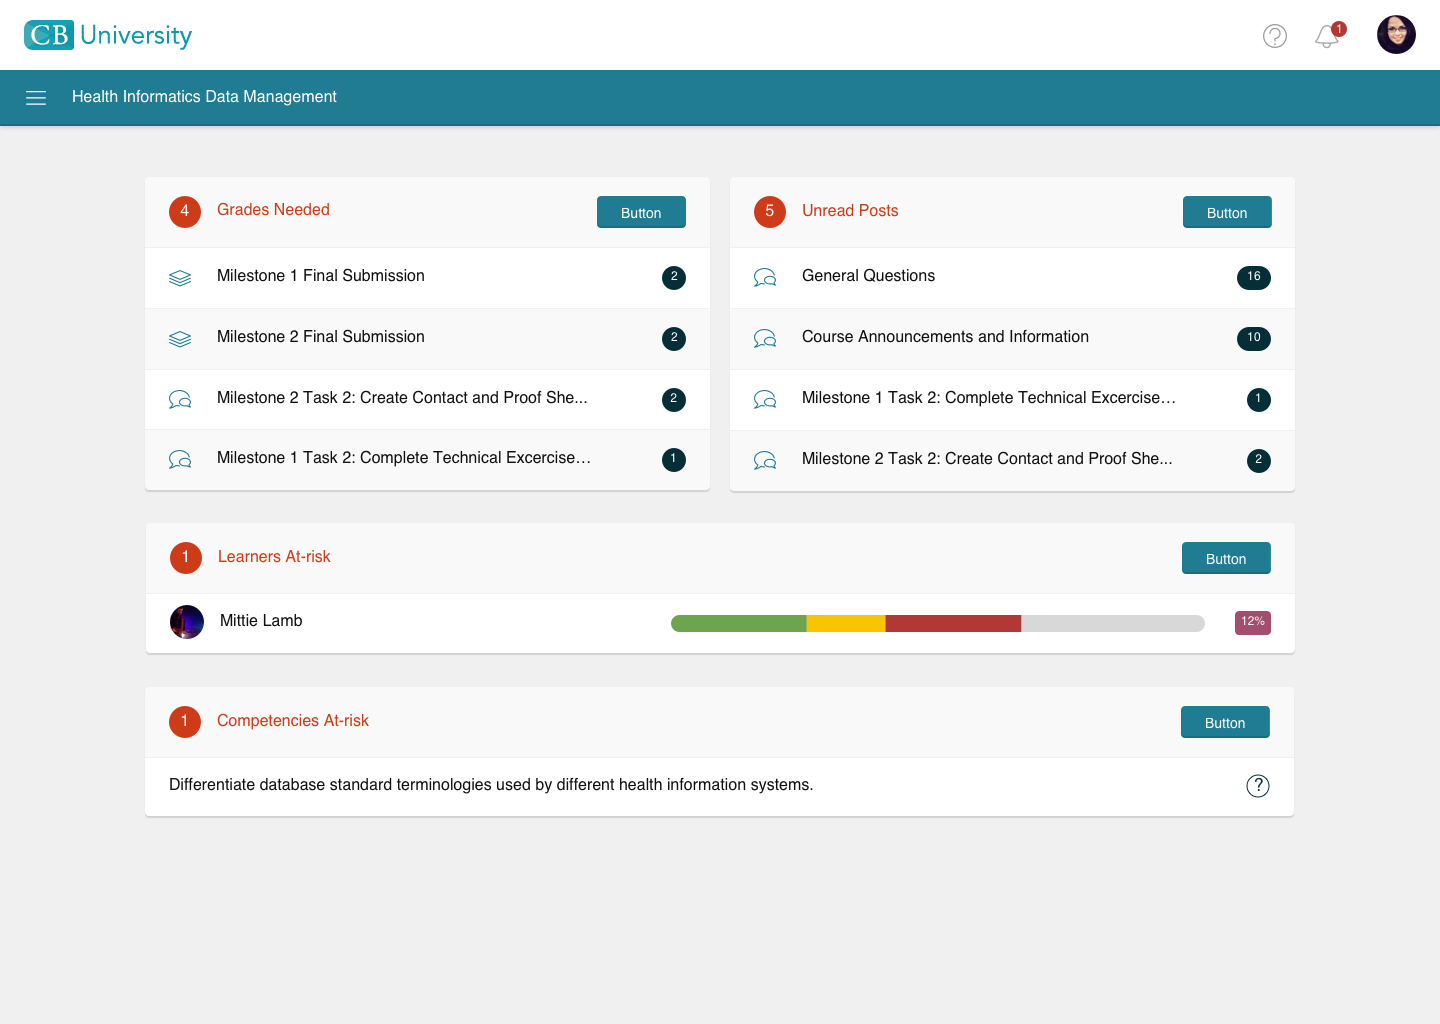 CB University
?
1
Health Informatics Data Management
4 Grades Needed Button
Milestone 1 Final Submission 2
Milestone 2 Final Submission 2
Milestone 2 Task 2: Create Contact and Proof She... 2
Milestone 1 Task 2: Complete Technical Excercise… 1
5 Unread Posts Button
General Questions 16
Course Announcements and Information 10
Milestone 1 Task 2: Complete Technical Excercise… 1
Milestone 2 Task 2: Create Contact and Proof She... 2
1 Learners At-risk Button
Mittie Lamb 12%
1 Competencies At-risk Button
Differentiate database standard terminologies used by different health information systems. ?